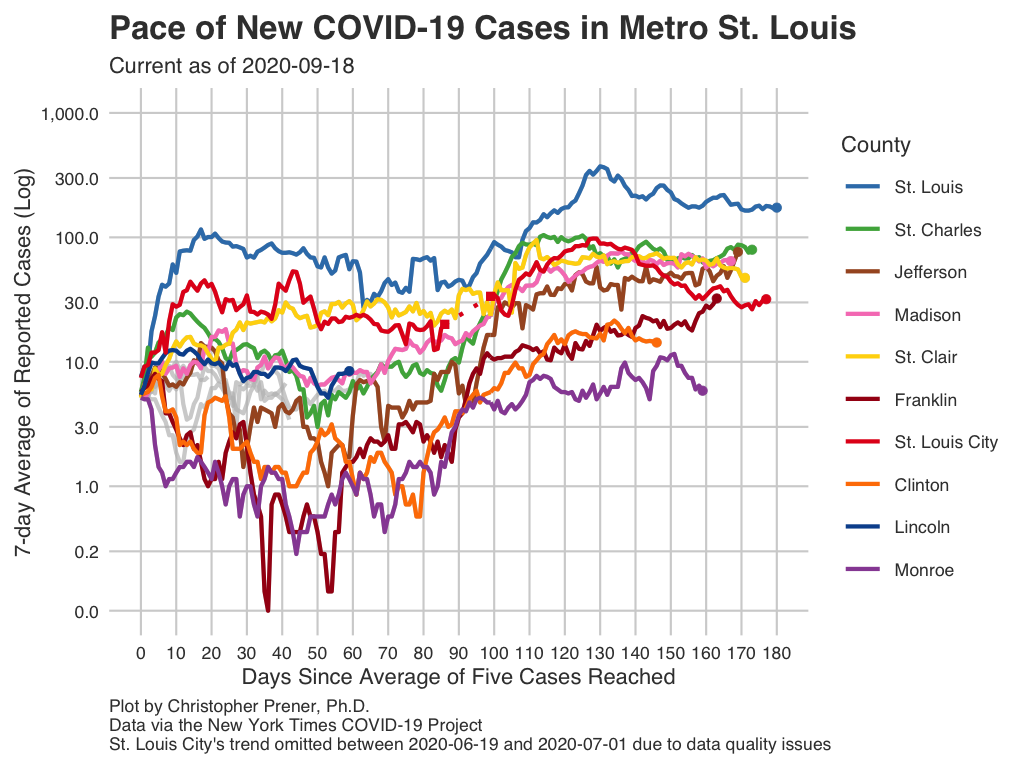 Pace of New COVID-19 Cases in Metro St. Louis
Current as of 2020-09-18
7-day Average of Reported Cases (Log)
1,000.0
300.0
100.0
30.0
10.0
3.0
1.0
0.2
0.0
0 10 20 30 40 50 60 70 80 90 100 110 120 130 140 150 160 170 180
Days Since Average of Five Cases Reached
County
St. Louis
St. Charles
Jefferson
Madison
St. Clair
Franklin
St. Louis City
Clinton
Lincoln
Monroe
Plot by Christopher Prener, Ph.D.
Data via the New York Times COVID-19 Project
St. Louis City's trend omitted between 2020-06-19 and 2020-07-01 due to data quality issues